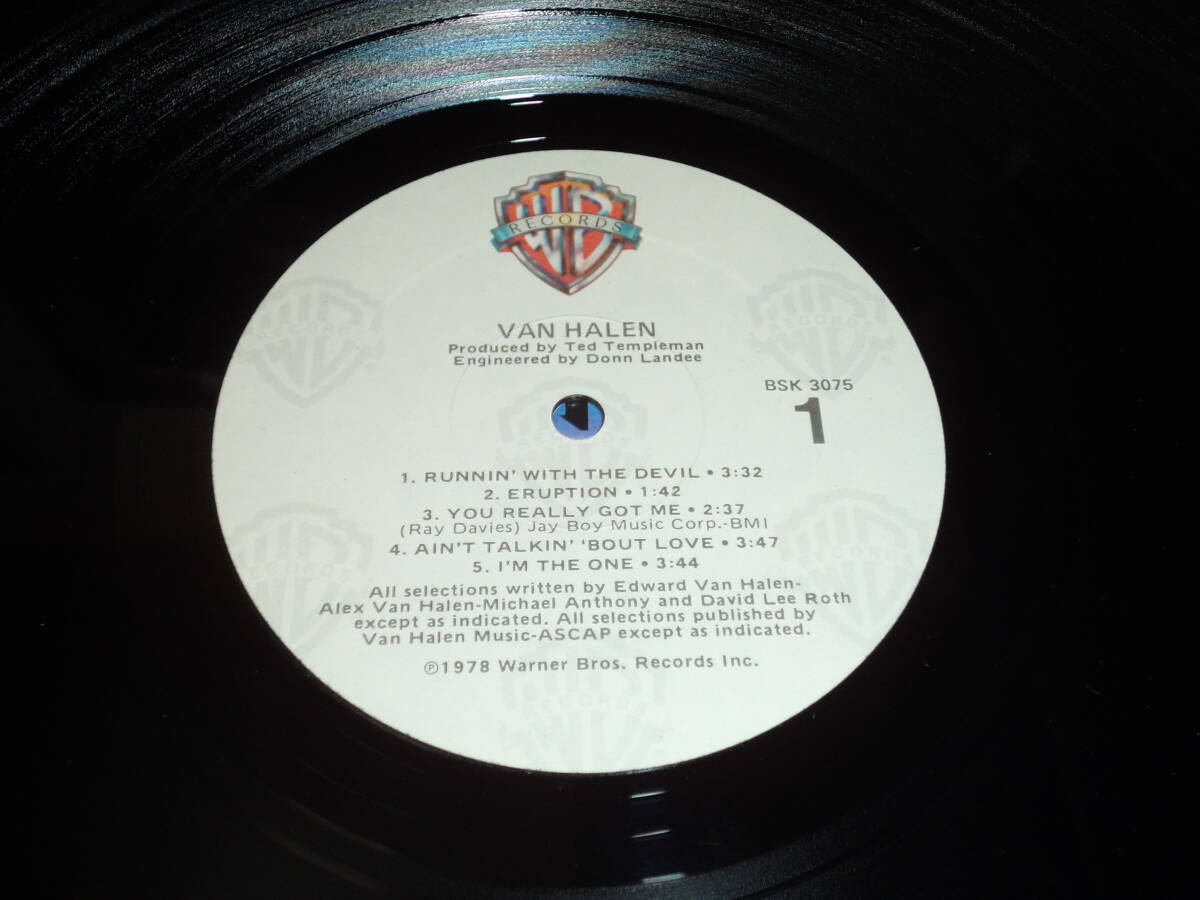 WB
RECORDS
VAN HALEN
Produced by Ted Templeman
Engineered by Donn Landee
BSK 3075
1
1. RUNNIN' WITH THE DEVIL • 3:32
2. ERUPTION • 1:42
3. YOU REALLY GOT ME • 2:37
(Ray Davies) Jay Boy Music Corp.-BMI
4. AIN'T TALKIN' 'BOUT LOVE • 3:47
5. I'M THE ONE • 3:44
All selections written by Edward Van Halen-
Alex Van Halen-Michael Anthony and David Lee Roth
except as indicated. All selections published by
Van Halen Music-ASCAP except as indicated.
℗1978 Warner Bros. Records Inc.